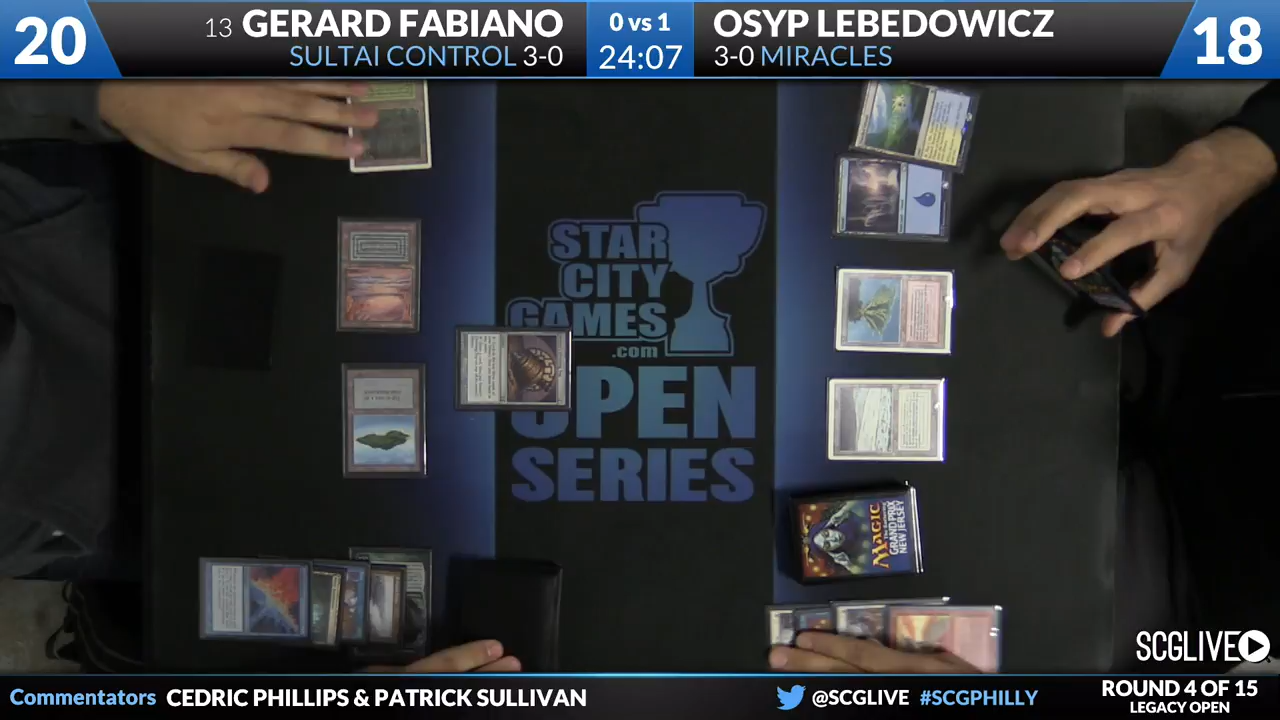 20
13 GERARD FABIANO
SULTAI CONTROL 3-0
0 vs 1
24:07
OSYP LEBEDOWICZ
3-0 MIRACLES
18
STAR
CITY
GAMES
.com
OPEN
SERIES
MAGIC
GRAND PRIX
NEW JERSEY
SCGLIVE
Commentators CEDRIC PHILLIPS & PATRICK SULLIVAN
@SCGLIVE #SCGPHILLY
ROUND 4 OF 15
LEGACY OPEN